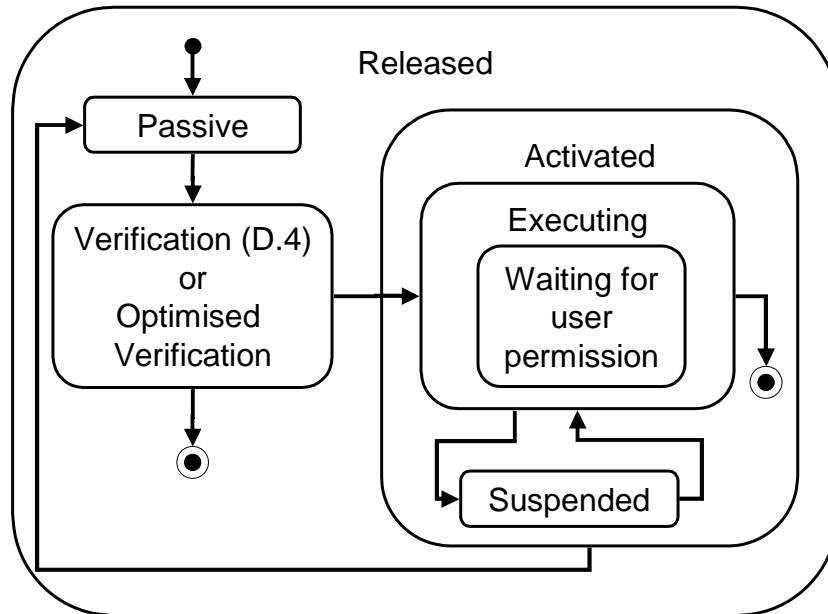 Released
Passive
Activated
Verification (D.4)
or
Optimised
Verification
Executing
Waiting for
user
permission
Suspended